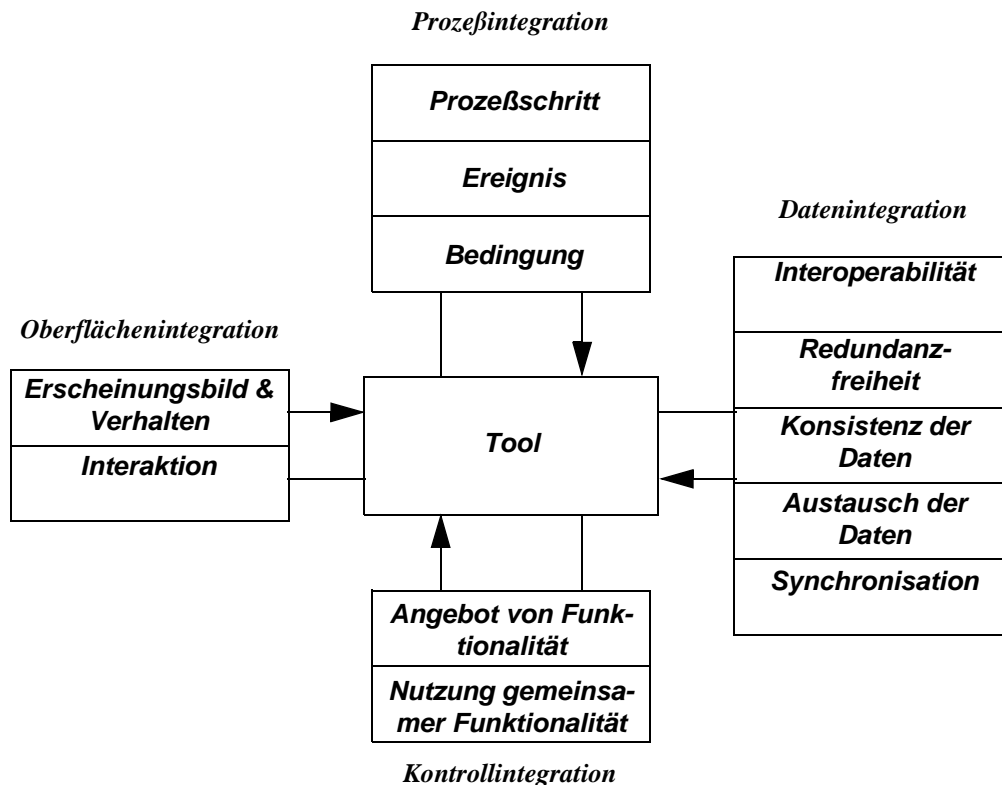 Prozeßintegration
Prozeßschritt
Ereignis
Bedingung
Datenintegration
Interoperabilität
Redundanz-
freiheit
Konsistenz der
Daten
Austausch der
Daten
Synchronisation
Oberflächenintegration
Erscheinungsbild &
Verhalten
Interaktion
Tool
Angebot von Funk-
tionalität
Nutzung gemeinsa-
mer Funktionalität
Kontrollintegration